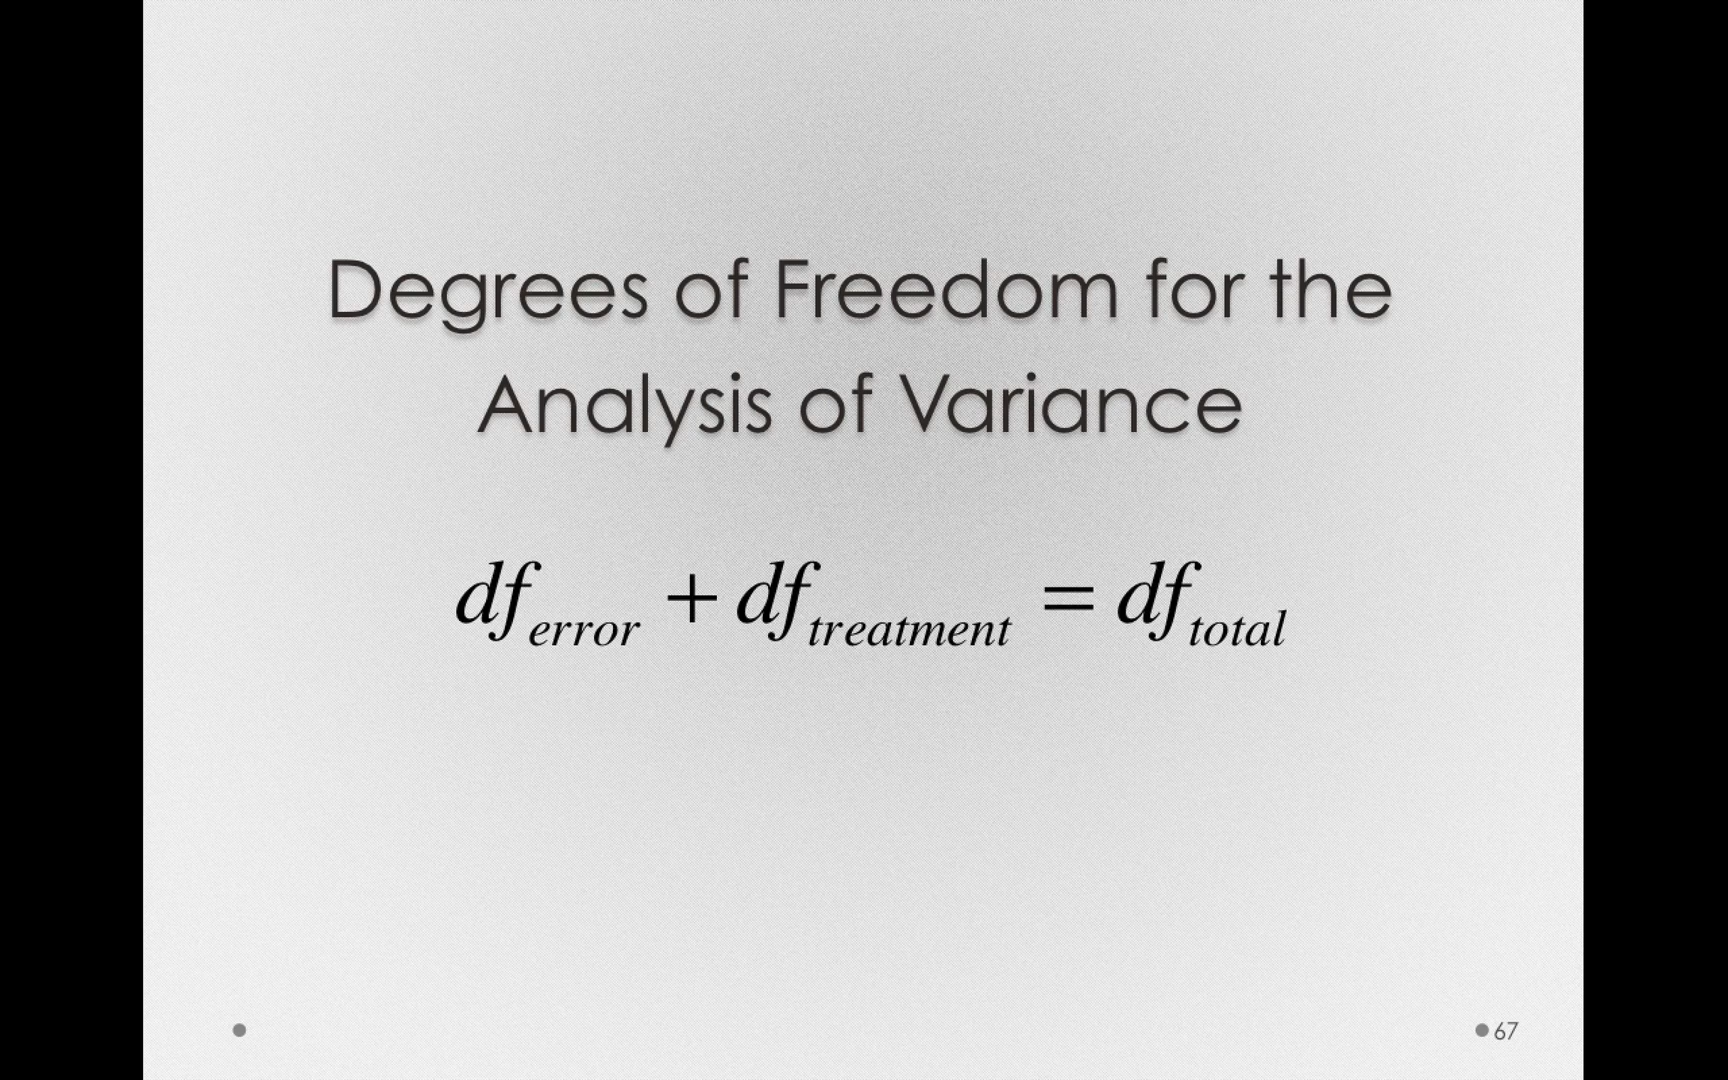 Degrees of Freedom for the
Analysis of Variance
df_error + df_treatment = df_total
67